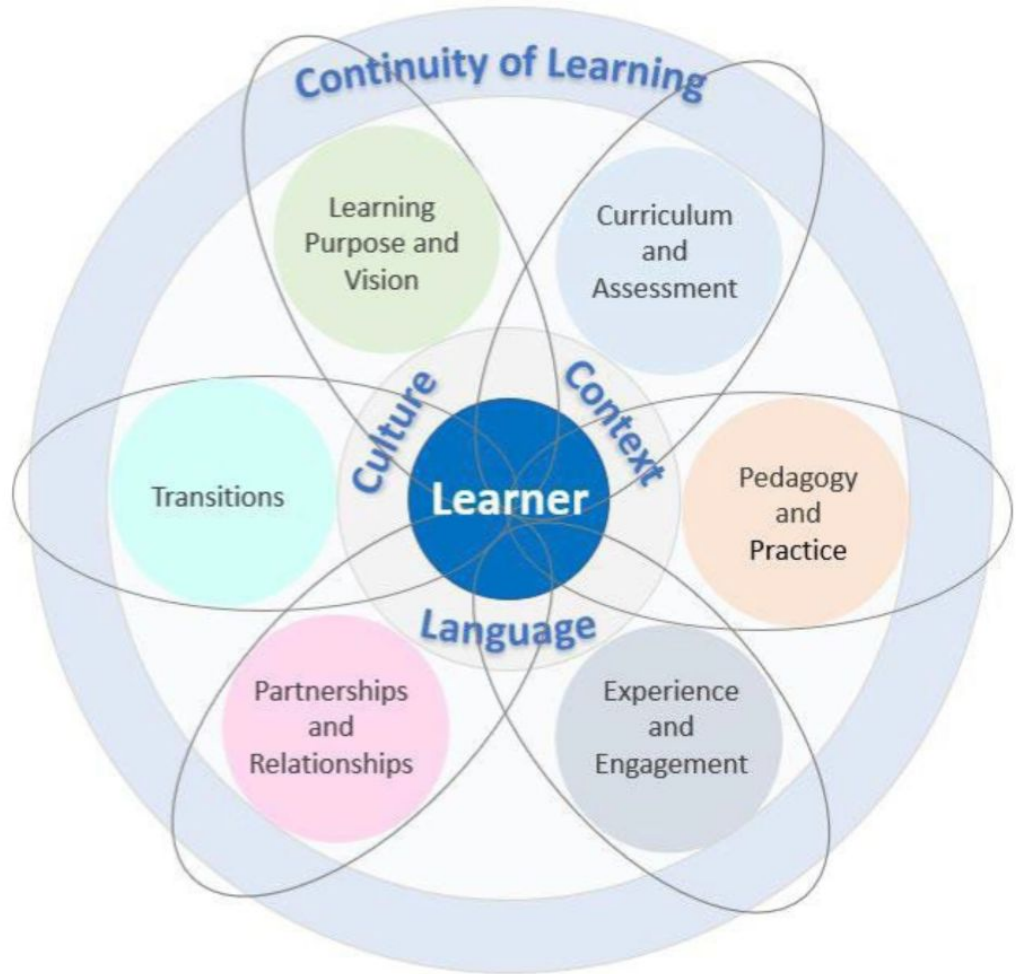 Continuity of Learning
Learning
Purpose and
Vision
Curriculum
and
Assessment
Culture
Context
Transitions
Learner
Pedagogy
and
Practice
Language
Partnerships
and
Relationships
Experience
and
Engagement